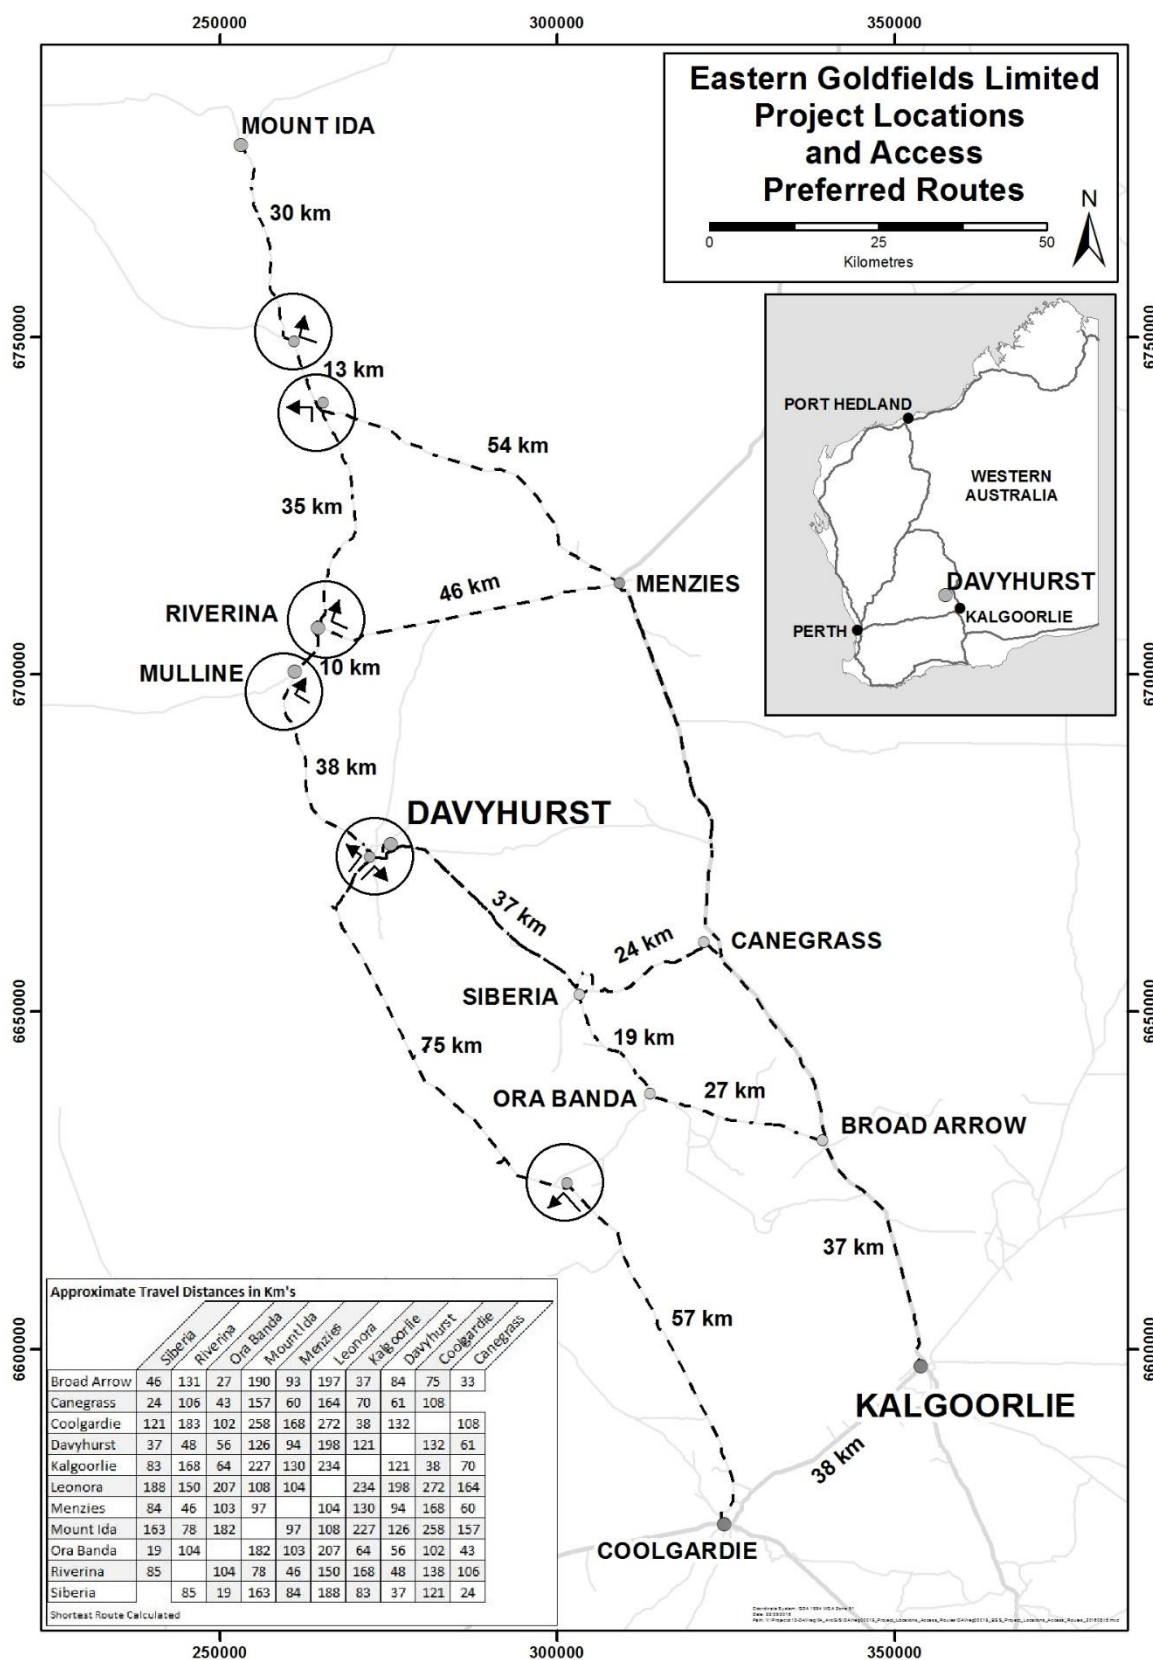 250000
300000
350000
Eastern Goldfields Limited
Project Locations
and Access
Preferred Routes
N
0
25
50
Kilometres
MOUNT IDA
30 km
6750000
6750000
13 km
54 km
35 km
PORT HEDLAND
WESTERN
AUSTRALIA
DAVYHURST
KALGOORLIE
PERTH
MENZIES
46 km
RIVERINA
10 km
MULLINE
6700000
6700000
38 km
DAVYHURST
37 km
24 km
CANEGRASS
SIBERIA
6650000
6650000
19 km
75 km
ORA BANDA
27 km
BROAD ARROW
37 km
57 km
6600000
6600000
KALGOORLIE
38 km
COOLGARDIE
Approximate Travel Distances in Km's
Siberia Riverina Ora Banda Mount Ida Menzies Leonora Kalgoorlie Davyhurst Coolgardie Canegrass
Broad Arrow 46 131 27 190 93 197 37 84 75 33
Canegrass 24 106 43 157 60 164 70 61 108
Coolgardie 121 183 102 258 168 272 38 132 108
Davyhurst 37 48 56 126 94 198 121 132 61
Kalgoorlie 83 168 64 227 130 234 121 38 70
Leonora 188 150 207 108 104 234 198 272 164
Menzies 84 46 103 97 104 130 94 168 60
Mount Ida 163 78 182 97 108 227 126 258 157
Ora Banda 19 104 182 103 207 64 56 102 43
Riverina 85 104 78 46 150 168 48 138 106
Siberia 85 19 163 84 188 83 37 121 24
Shortest Route Calculated
250000
300000
350000